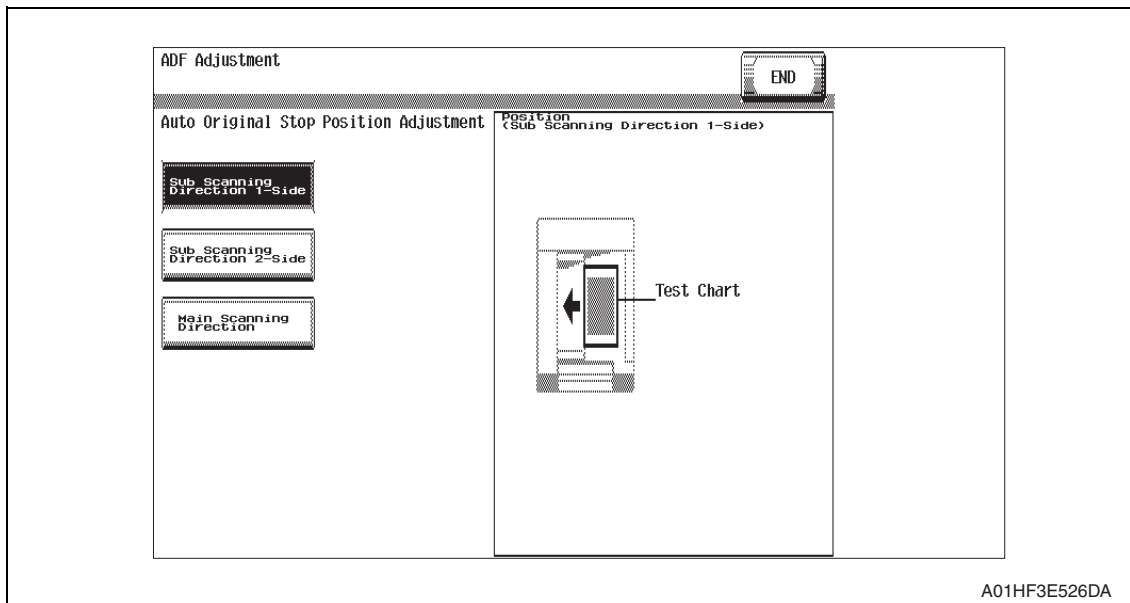 ADF Adjustment
END
Auto Original Stop Position Adjustment
Position
(Sub Scanning Direction 1-Side)
Sub Scanning
Direction 1-Side
Sub Scanning
Direction 2-Side
Main Scanning
Direction
Test Chart
A01HF3E526DA